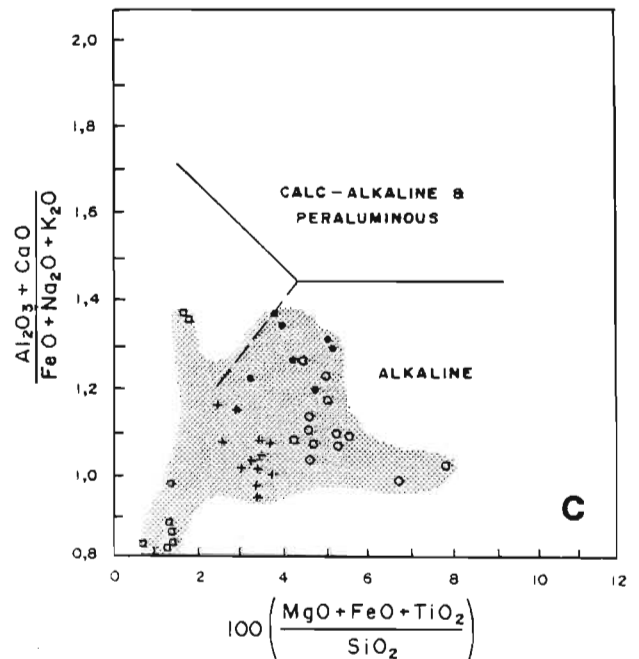 2,0
1,8
1,6
1,4
1,2
1,0
0,8
Al₂O₃ + CaO
FeO + Na₂O + K₂O
CALC-ALKALINE &
PERALUMINOUS
ALKALINE
C
0 2 4 6 8 10 12
100 (MgO + FeO + TiO₂
SiO₂)